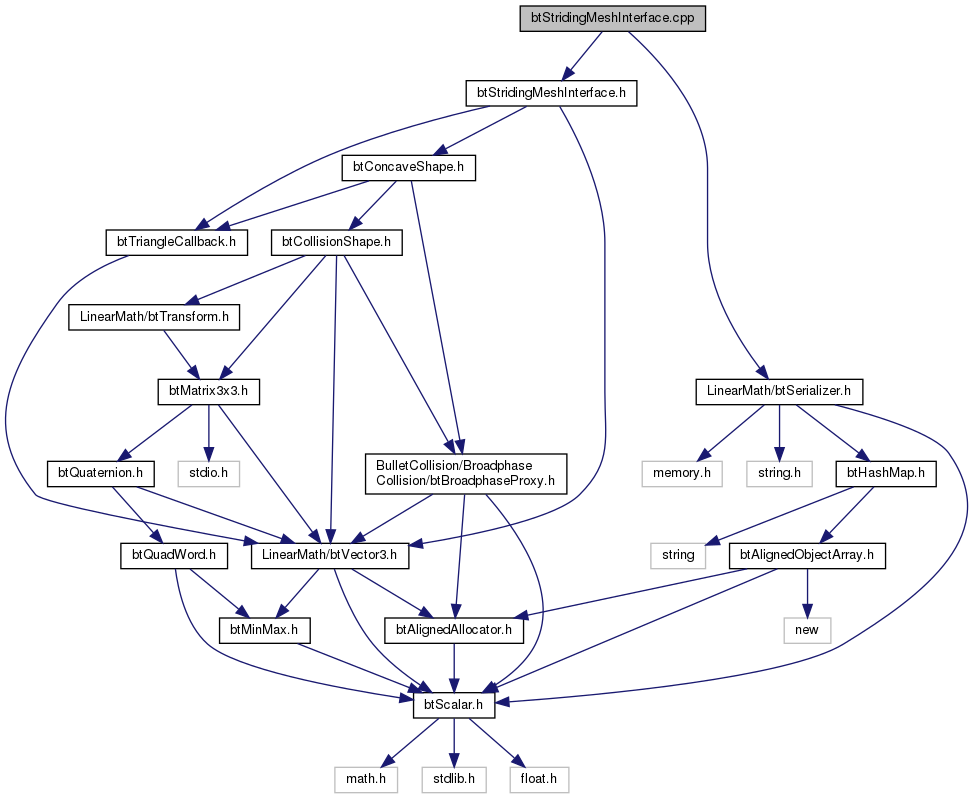 btStridingMeshInterface.cpp
btStridingMeshInterface.h
btConcaveShape.h
btTriangleCallback.h
btCollisionShape.h
LinearMath/btTransform.h
btMatrix3x3.h
LinearMath/btSerializer.h
btQuaternion.h
stdio.h
BulletCollision/Broadphase
Collision/btBroadphaseProxy.h
memory.h
string.h
btHashMap.h
btQuadWord.h
LinearMath/btVector3.h
string
btAlignedObjectArray.h
btMinMax.h
btAlignedAllocator.h
new
btScalar.h
math.h
stdlib.h
float.h